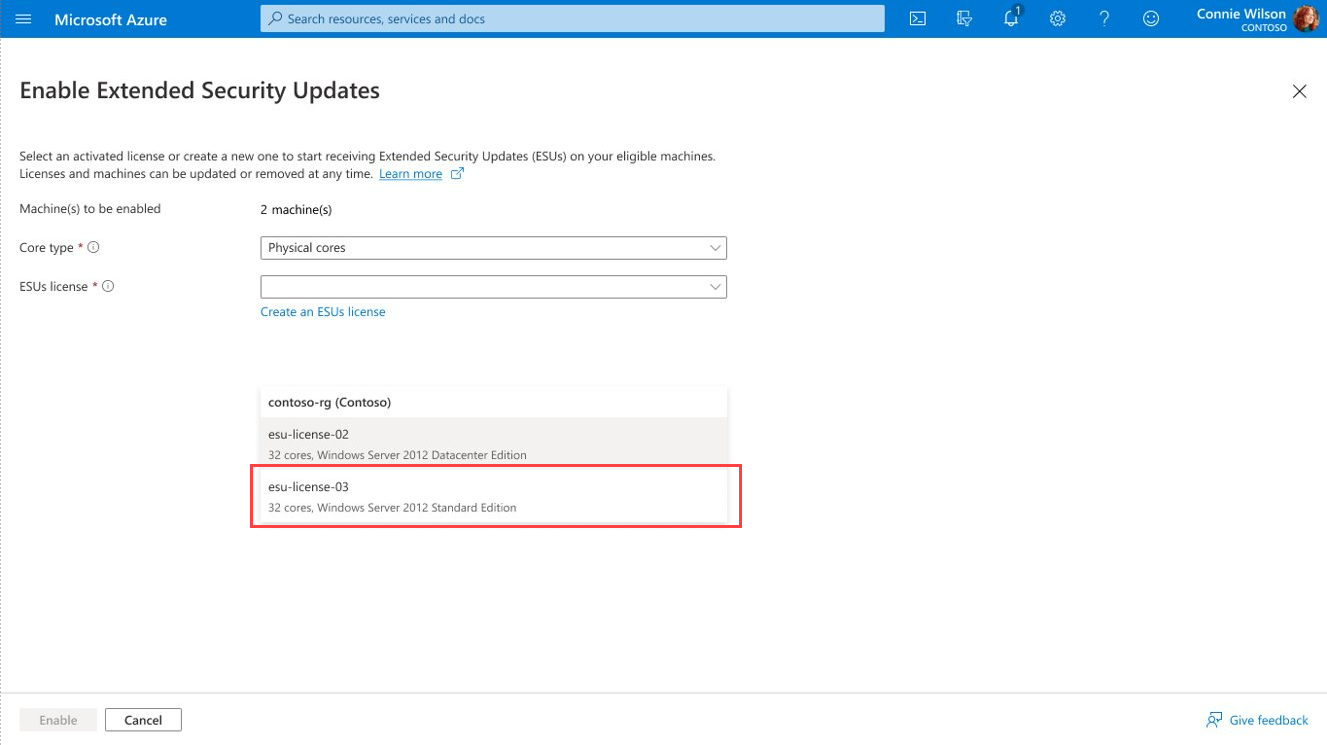 Microsoft Azure
Search resources, services and docs
1
Connie Wilson
CONTOSO
Enable Extended Security Updates
Select an activated license or create a new one to start receiving Extended Security Updates (ESUs) on your eligible machines.
Licenses and machines can be updated or removed at any time. Learn more
Machine(s) to be enabled
2 machine(s)
Core type *
Physical cores
ESUs license *
Create an ESUs license
contoso-rg (Contoso)
esu-license-02
32 cores, Windows Server 2012 Datacenter Edition
esu-license-03
32 cores, Windows Server 2012 Standard Edition
Enable
Cancel
Give feedback